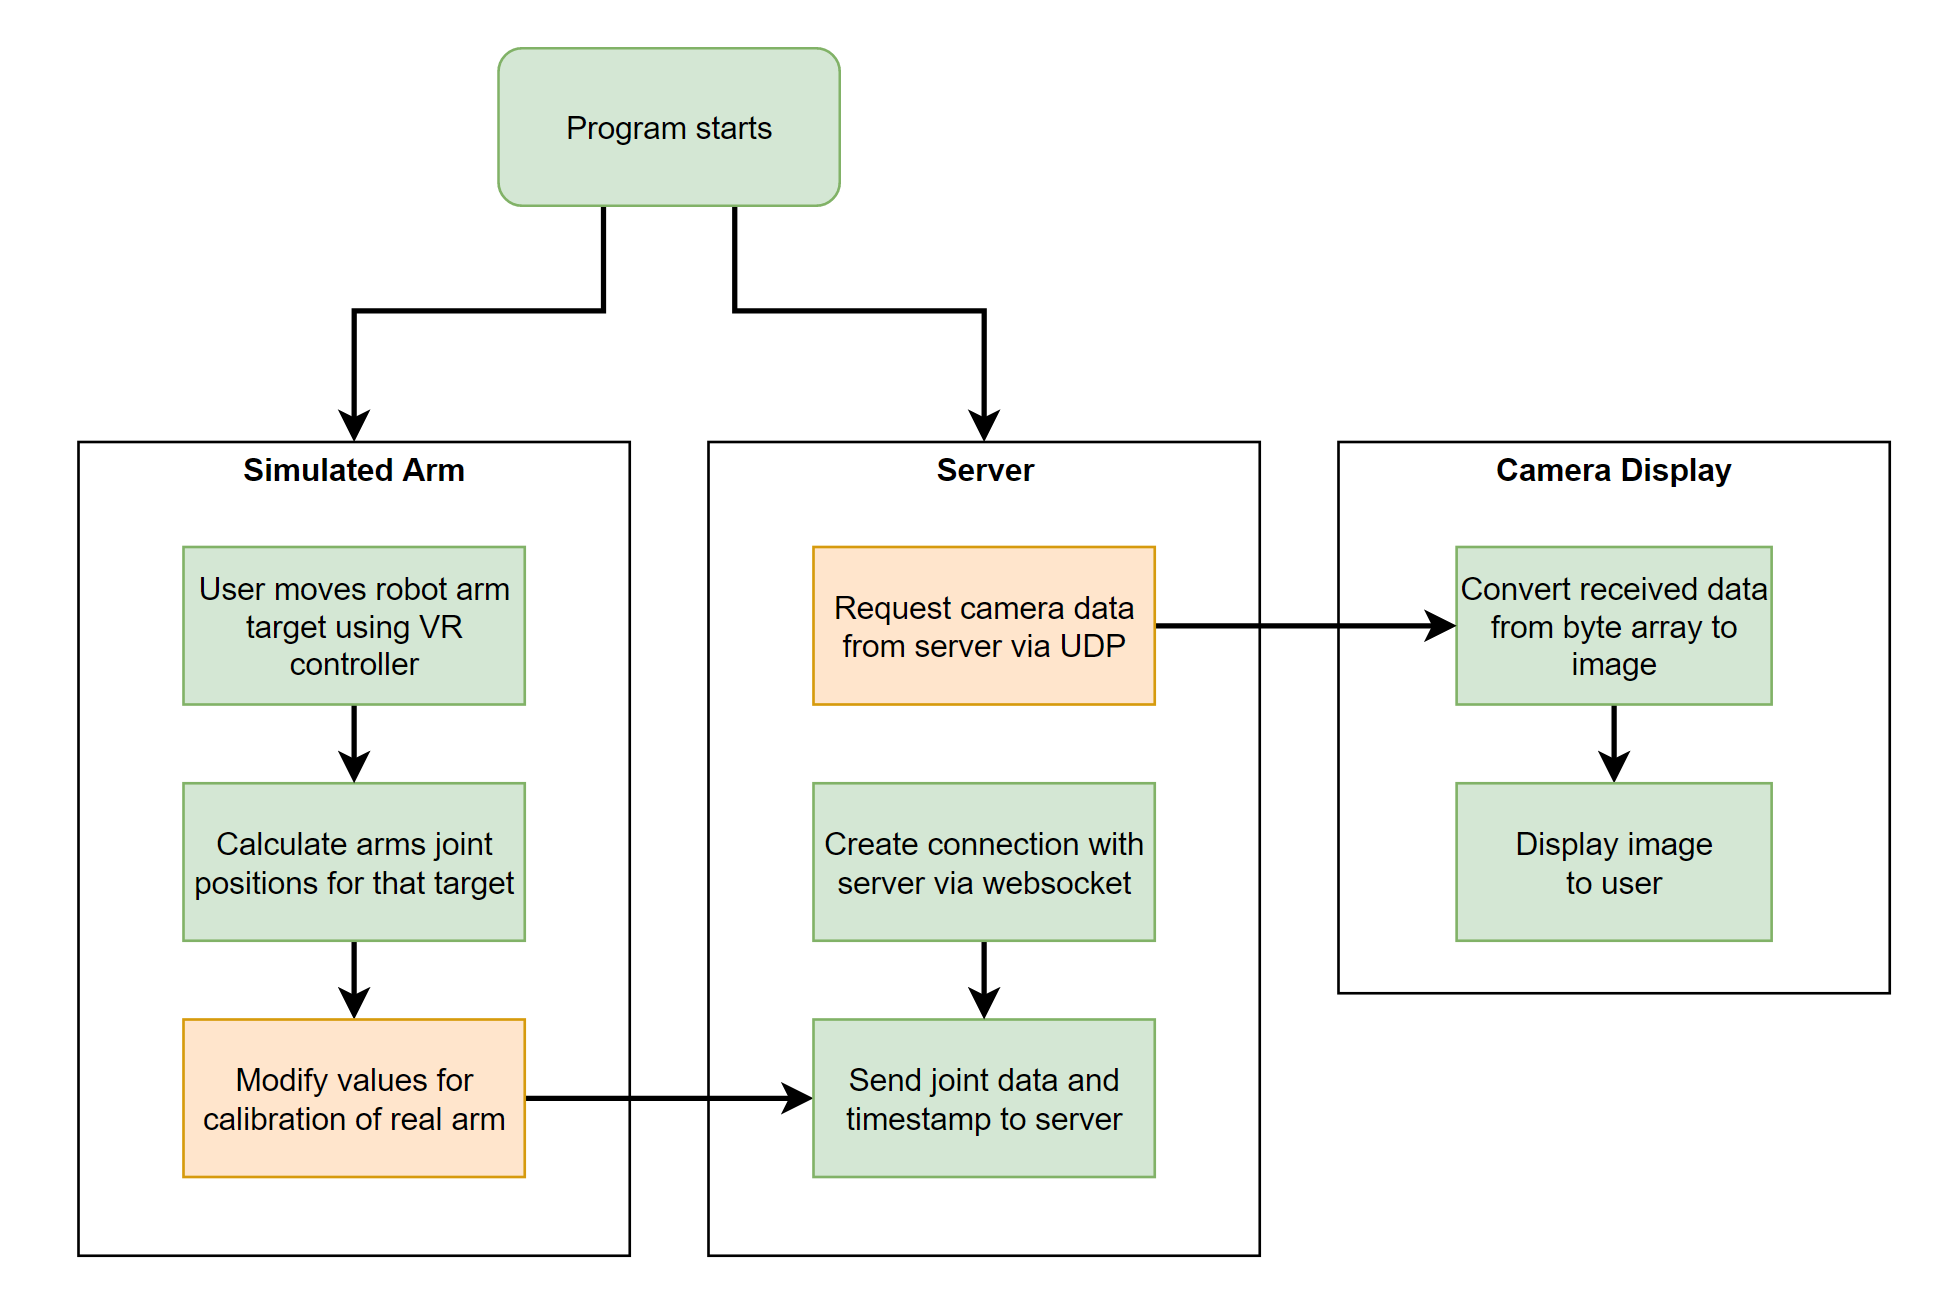 Program starts
Simulated Arm
User moves robot arm
target using VR
controller
Calculate arms joint
positions for that target
Modify values for
calibration of real arm
Server
Request camera data
from server via UDP
Create connection with
server via websocket
Send joint data and
timestamp to server
Camera Display
Convert received data
from byte array to
image
Display image
to user